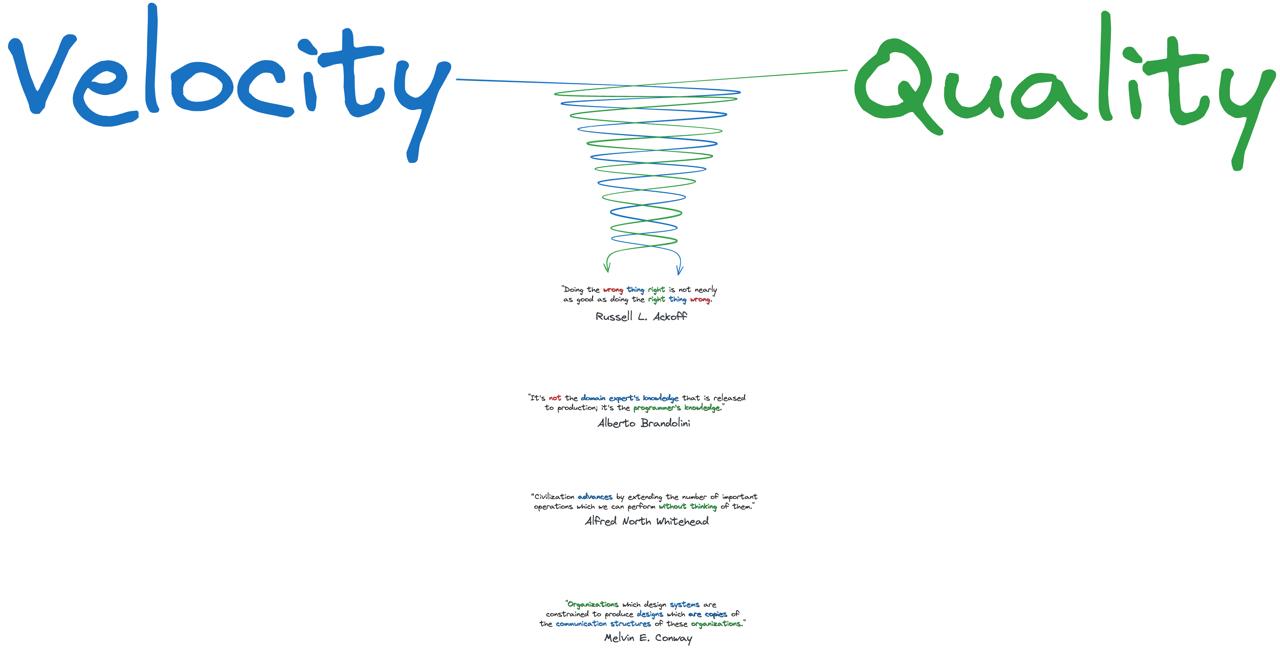 Velocity
Quality
"Doing the wrong thing right is not nearly
as good as doing the right thing wrong."
Russell L. Ackoff
"It's not the domain expert's knowledge that is released
to production; it's the programmer's knowledge."
Alberto Brandolini
"Civilization advances by extending the number of important
operations which we can perform without thinking of them."
Alfred North Whitehead
"Organizations which design systems are
constrained to produce designs which are copies of
the communication structures of these organizations."
Melvin E. Conway